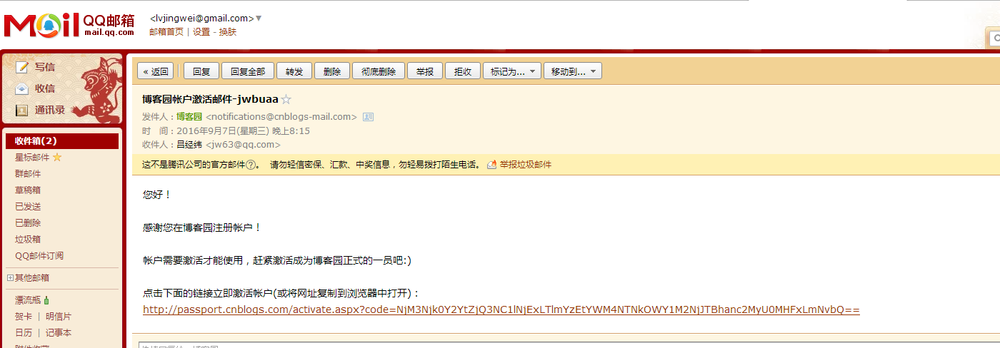 Mail QQ邮箱
mail.qq.com
<lvjingwei@gmail.com>
邮箱首页 | 设置 - 换肤
写信
收信
通讯录
收件箱(2)
星标邮件
群邮件
草稿箱
已发送
已删除
垃圾箱
QQ邮件订阅
其他邮箱
漂流瓶
贺卡 | 明信片
日历 | 记事本
« 返回 回复 回复全部 转发 删除 彻底删除 举报 拒收 标记为... 移动到...
博客园帐户激活邮件-jwbuaa
发件人：博客园 <notifications@cnblogs-mail.com>
时 间：2016年9月7日(星期三) 晚上8:15
收件人：吕经纬 <jw63@qq.com>
这不是腾讯公司的官方邮件?。 请勿轻信密保、汇款、中奖信息，勿轻易拨打陌生电话。 举报垃圾邮件
您好！
感谢您在博客园注册帐户！
帐户需要激活才能使用，赶紧激活成为博客园正式的一员吧:)
点击下面的链接立即激活帐户(或将网址复制到浏览器中打开)：
http://passport.cnblogs.com/activate.aspx?code=NjM3Njk0Y2YtZjQ3NC1lNjExLTlmYzEtYWM4NTNkOWY1M2NjJTBhanc2MyU0MHFxLmNvbQ==